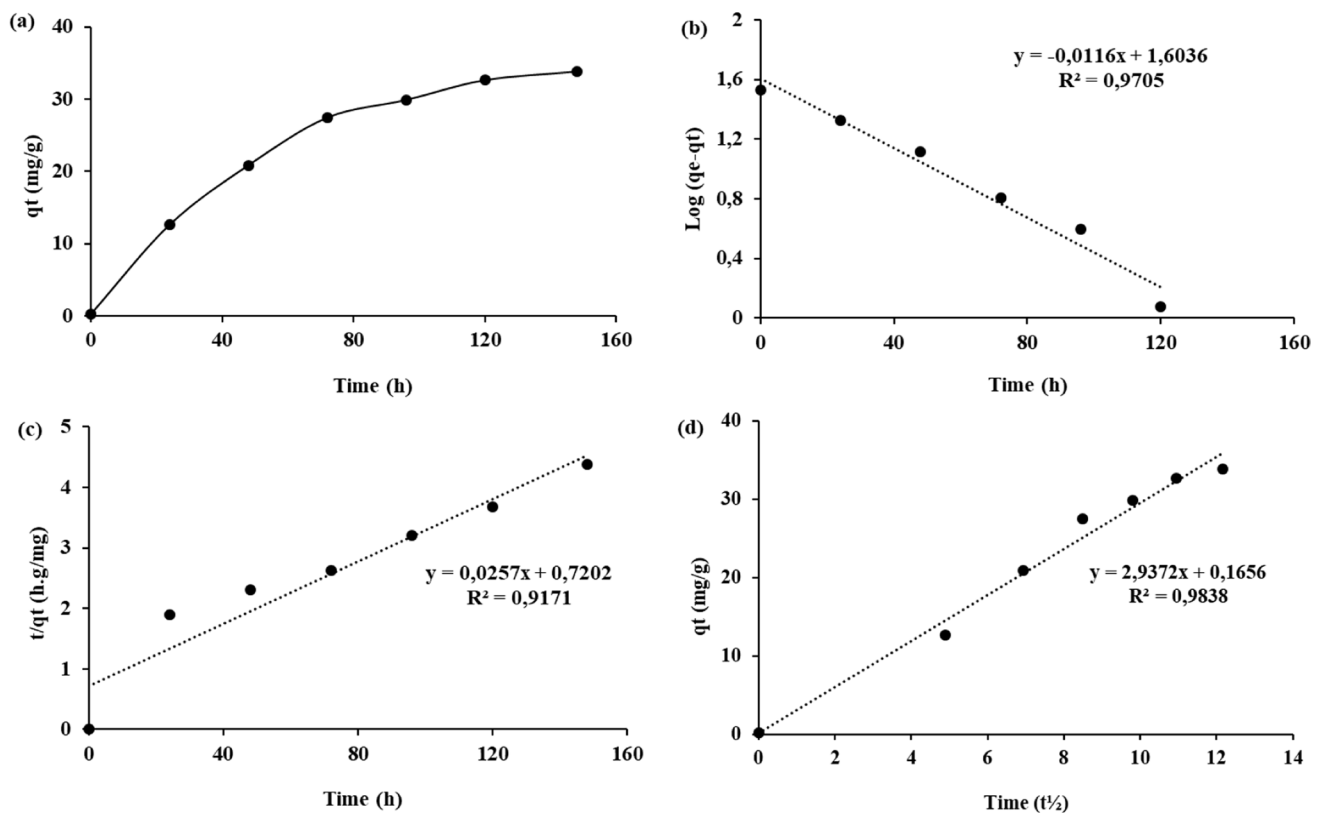 (a)
40
30
20
10
0
qt (mg/g)
0 40 80 120 160
Time (h)
(b)
2
1,6
1,2
0,8
0,4
0
Log (qe-qt)
y = -0,0116x + 1,6036
R² = 0,9705
0 40 80 120 160
Time (h)
(c)
5
4
3
2
1
0
t/qt (h.g/mg)
y = 0,0257x + 0,7202
R² = 0,9171
0 40 80 120 160
Time (h)
(d)
40
30
20
10
0
qt (mg/g)
y = 2,9372x + 0,1656
R² = 0,9838
0 2 4 6 8 10 12 14
Time (t½)